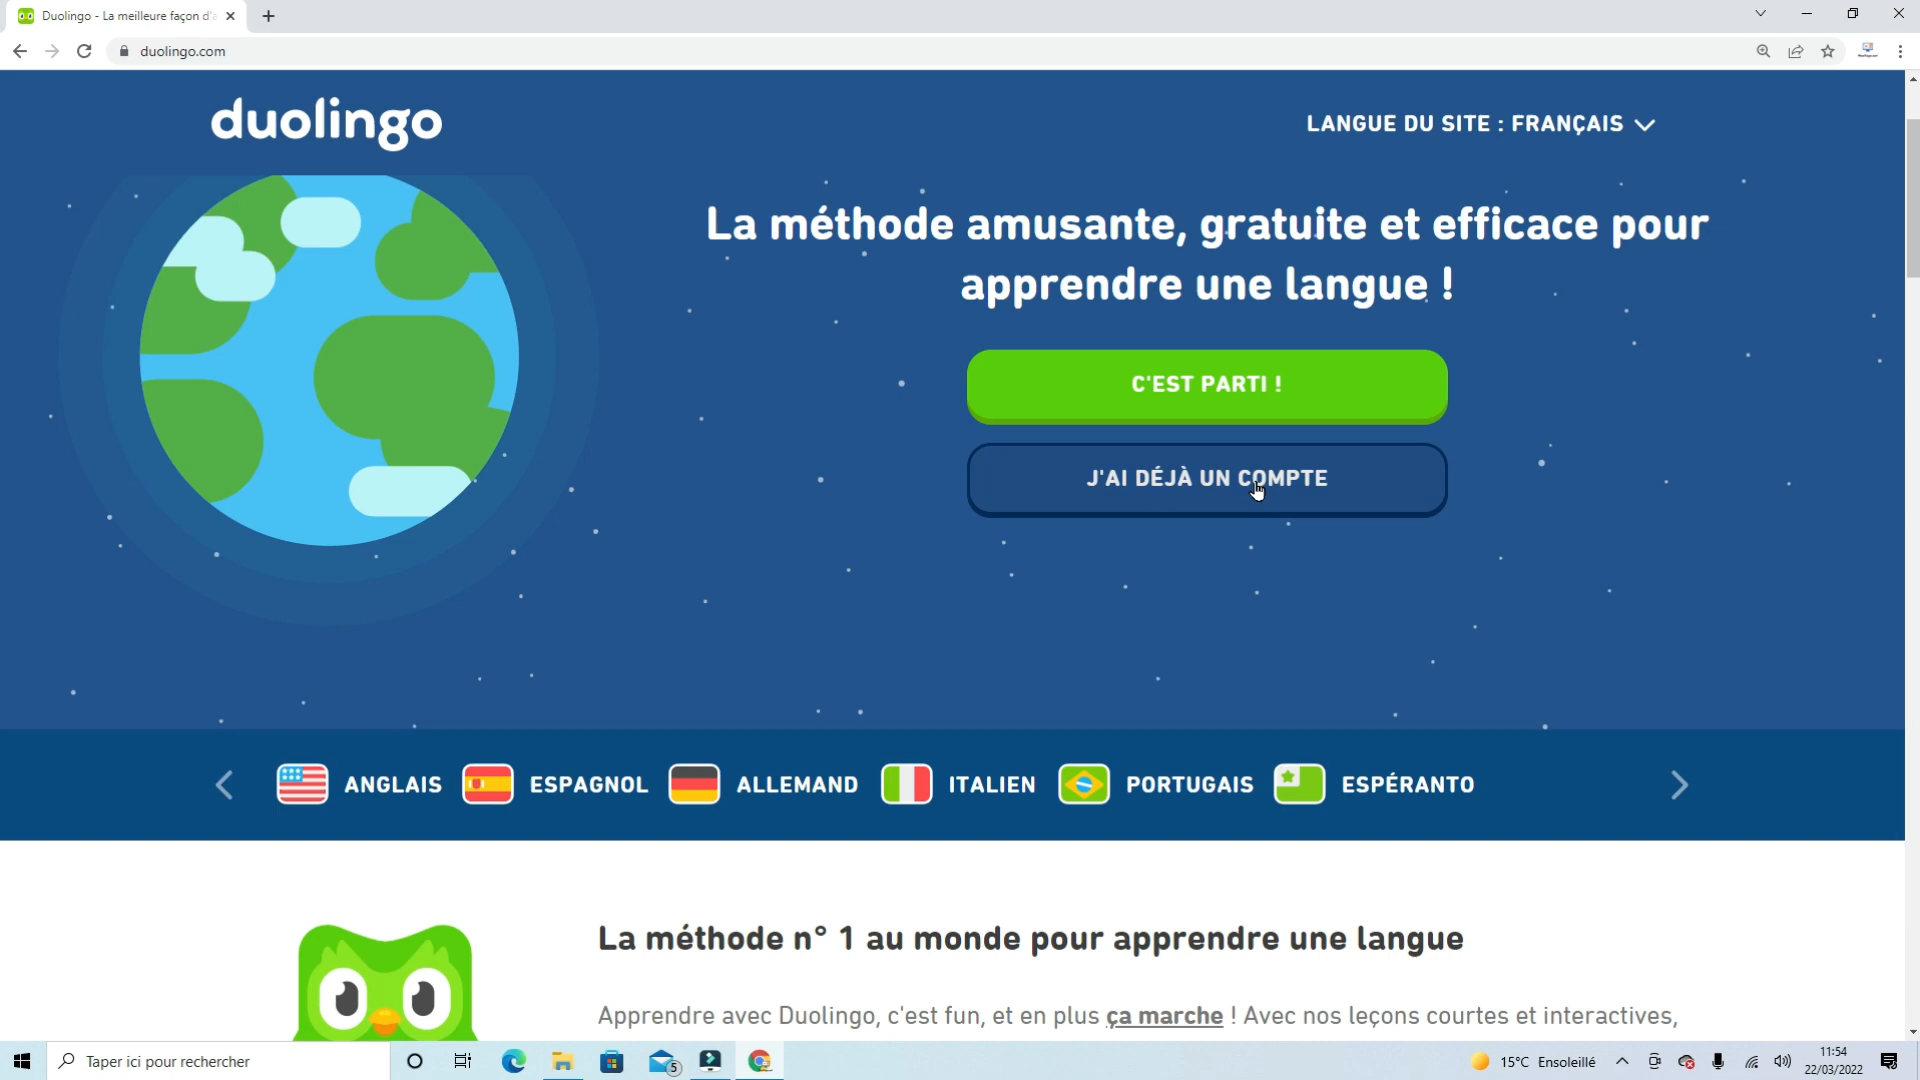 Duolingo - La meilleure façon d'a
duolingo.com
duolingo
LANGUE DU SITE : FRANÇAIS
La méthode amusante, gratuite et efficace pour
apprendre une langue !
C'EST PARTI !
J'AI DÉJÀ UN COMPTE
ANGLAIS ESPAGNOL ALLEMAND ITALIEN PORTUGAIS ESPÉRANTO
La méthode n° 1 au monde pour apprendre une langue
Apprendre avec Duolingo, c'est fun, et en plus ça marche ! Avec nos leçons courtes et interactives,
Taper ici pour rechercher
5
15°C Ensoleillé
11:54
22/03/2022